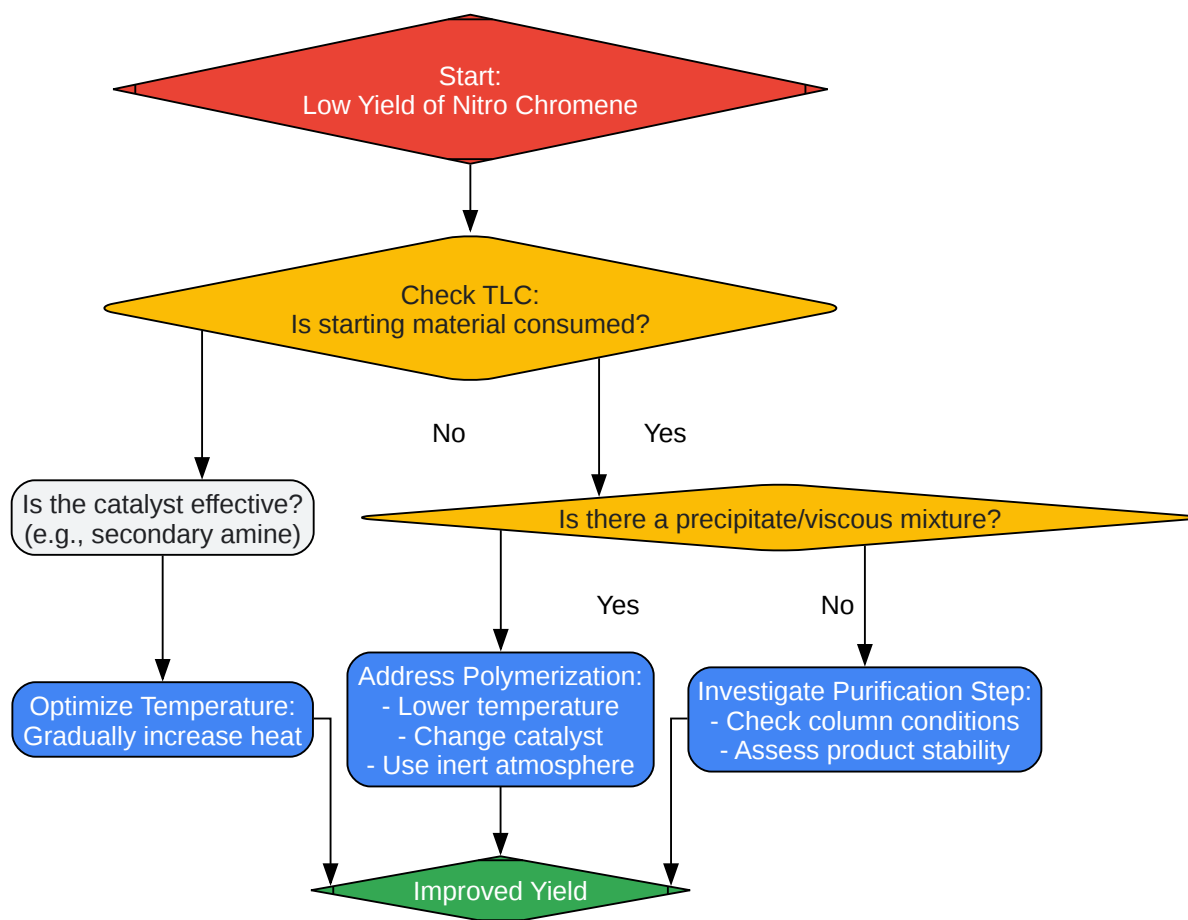 Start:
Low Yield of Nitro Chromene
Check TLC:
Is starting material consumed?
No
Yes
Is the catalyst effective?
(e.g., secondary amine)
Is there a precipitate/viscous mixture?
Yes
No
Optimize Temperature:
Gradually increase heat
Address Polymerization:
- Lower temperature
- Change catalyst
- Use inert atmosphere
Investigate Purification Step:
- Check column conditions
- Assess product stability
Improved Yield